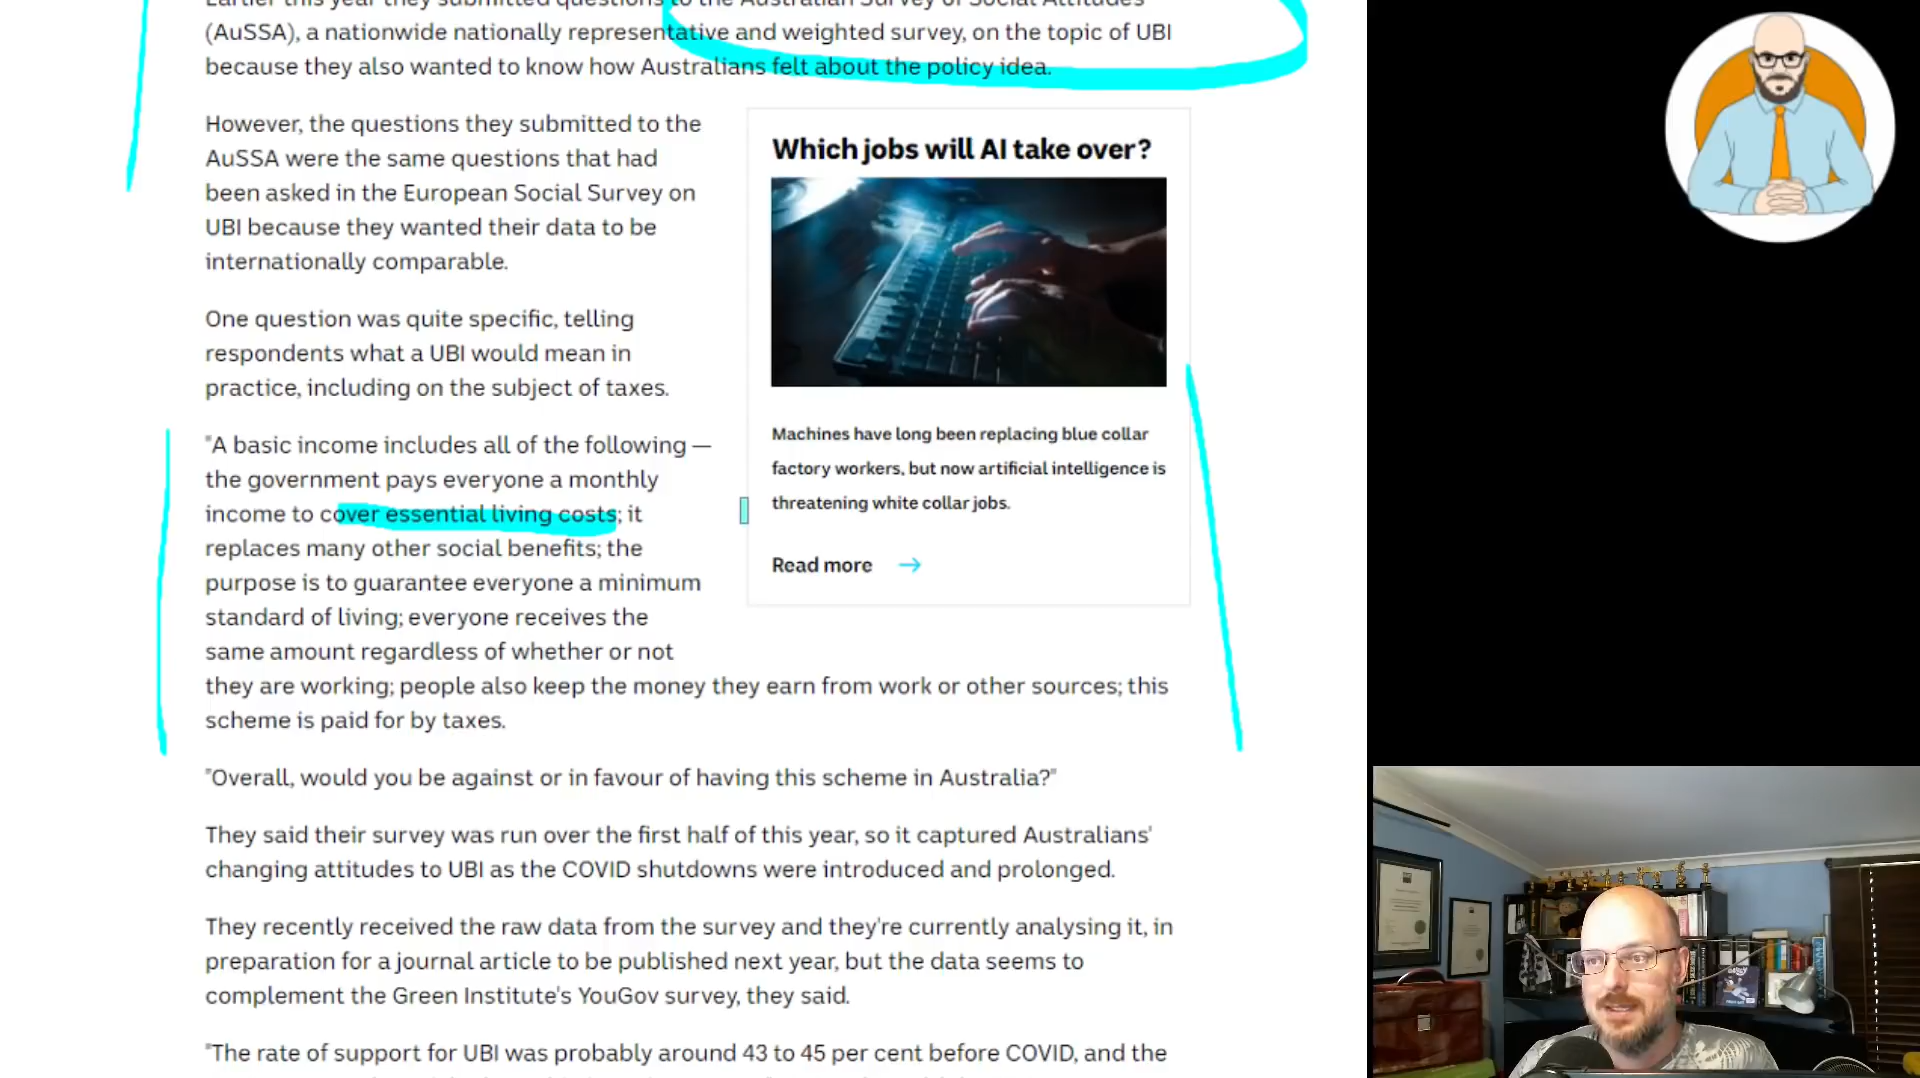 Earlier this year they submitted questions to the Australian Survey of Social Attitudes
(AuSSA), a nationwide nationally representative and weighted survey, on the topic of UBI
because they also wanted to know how Australians felt about the policy idea.
However, the questions they submitted to the
AuSSA were the same questions that had
been asked in the European Social Survey on
UBI because they wanted their data to be
internationally comparable.
One question was quite specific, telling
respondents what a UBI would mean in
practice, including on the subject of taxes.
"A basic income includes all of the following —
the government pays everyone a monthly
income to cover essential living costs; it
replaces many other social benefits; the
purpose is to guarantee everyone a minimum
standard of living; everyone receives the
same amount regardless of whether or not
they are working; people also keep the money they earn from work or other sources; this
scheme is paid for by taxes.
Which jobs will AI take over?
Machines have long been replacing blue collar
factory workers, but now artificial intelligence is
threatening white collar jobs.
Read more →
"Overall, would you be against or in favour of having this scheme in Australia?"
They said their survey was run over the first half of this year, so it captured Australians'
changing attitudes to UBI as the COVID shutdowns were introduced and prolonged.
They recently received the raw data from the survey and they're currently analysing it, in
preparation for a journal article to be published next year, but the data seems to
complement the Green Institute's YouGov survey, they said.
"The rate of support for UBI was probably around 43 to 45 per cent before COVID, and the